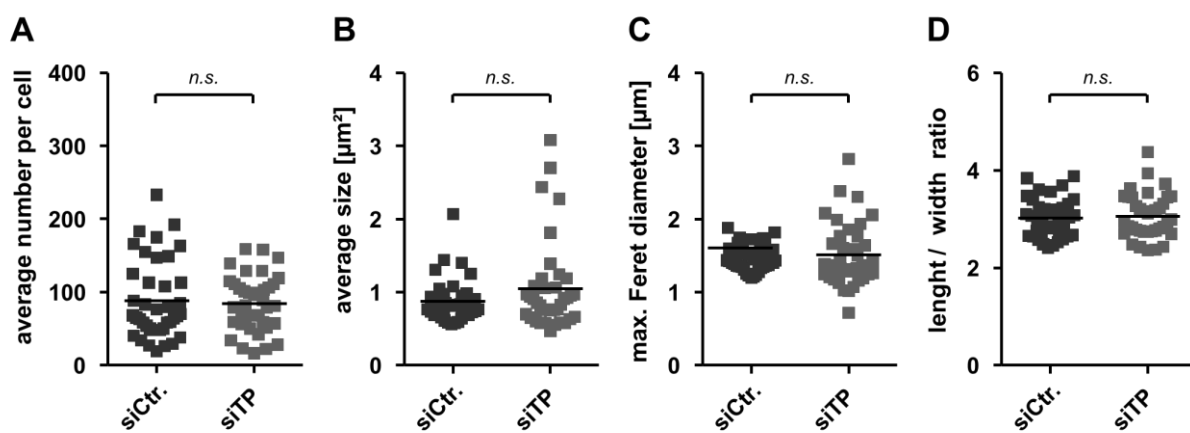 A
average number per cell
400
300
200
100
0
n.s.
siCtr.
siTP
B
average size [µm²]
4
3
2
1
0
n.s.
siCtr.
siTP
C
max. Feret diameter [µm]
4
3
2
1
0
n.s.
siCtr.
siTP
D
lenght / width ratio
6
4
2
0
n.s.
siCtr.
siTP